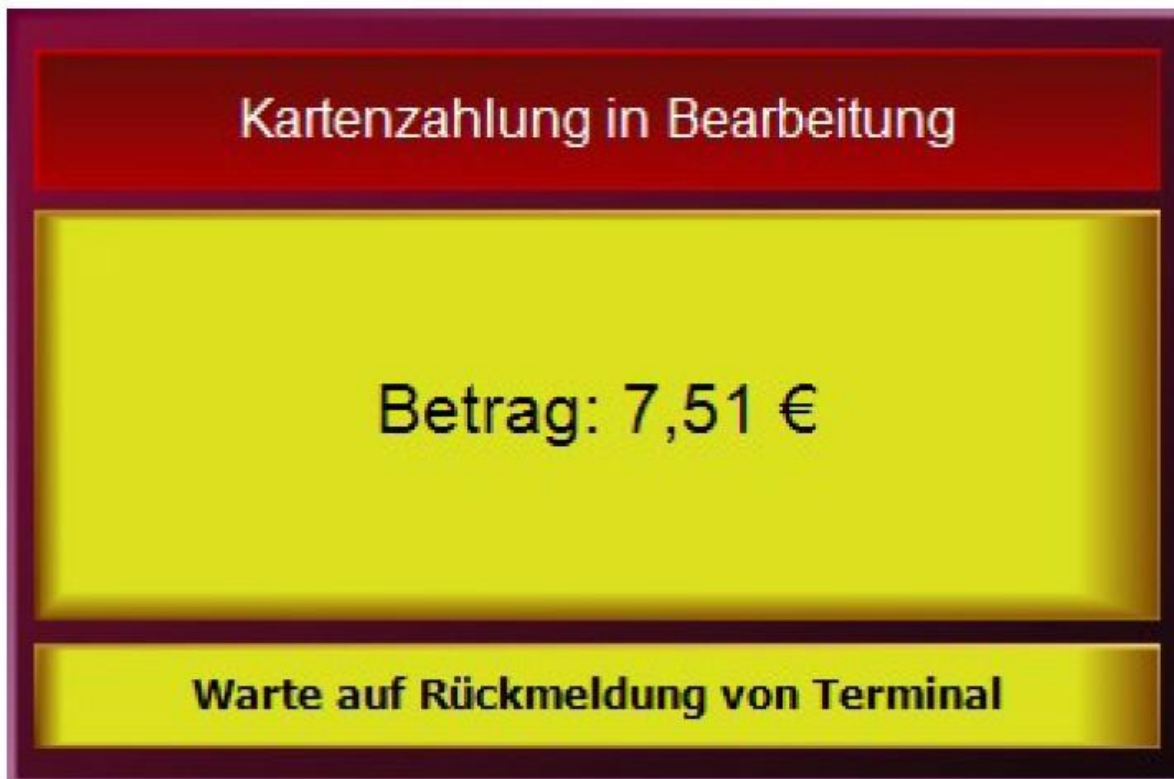 Kartenzahlung in Bearbeitung
Betrag: 7,51 €
Warte auf Rückmeldung von Terminal